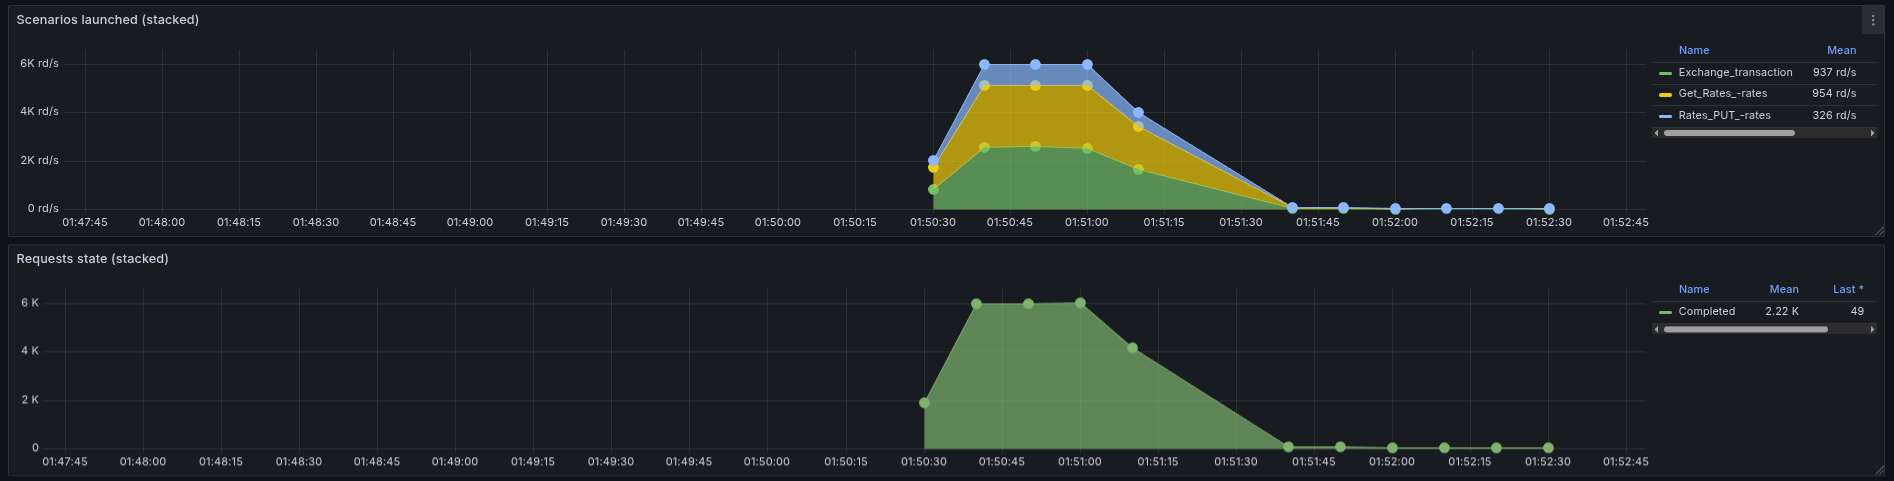 Scenarios launched (stacked)
6K rd/s
4K rd/s
2K rd/s
0 rd/s
01:47:45 01:48:00 01:48:15 01:48:30 01:48:45 01:49:00 01:49:15 01:49:30 01:49:45 01:50:00 01:50:15 01:50:30 01:50:45 01:51:00 01:51:15 01:51:30 01:51:45 01:52:00 01:52:15 01:52:30 01:52:45
Name Mean
Exchange_transaction 937 rd/s
Get_Rates_-rates 954 rd/s
Rates_PUT_-rates 326 rd/s
Requests state (stacked)
6 K
4 K
2 K
0
01:47:45 01:48:00 01:48:15 01:48:30 01:48:45 01:49:00 01:49:15 01:49:30 01:49:45 01:50:00 01:50:15 01:50:30 01:50:45 01:51:00 01:51:15 01:51:30 01:51:45 01:52:00 01:52:15 01:52:30 01:52:45
Name Mean Last *
Completed 2.22 K 49